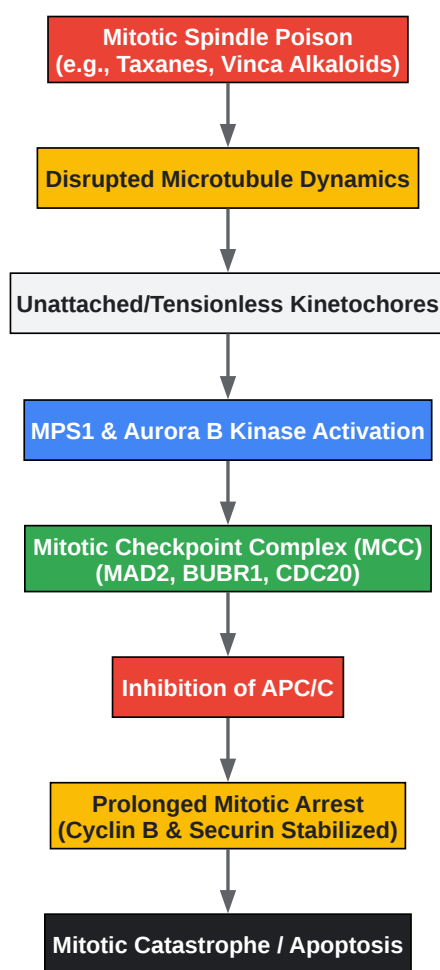 Mitotic Spindle Poison
(e.g., Taxanes, Vinca Alkaloids)
Disrupted Microtubule Dynamics
Unattached/Tensionless Kinetochores
MPS1 & Aurora B Kinase Activation
Mitotic Checkpoint Complex (MCC)
(MAD2, BUBR1, CDC20)
Inhibition of APC/C
Prolonged Mitotic Arrest
(Cyclin B & Securin Stabilized)
Mitotic Catastrophe / Apoptosis